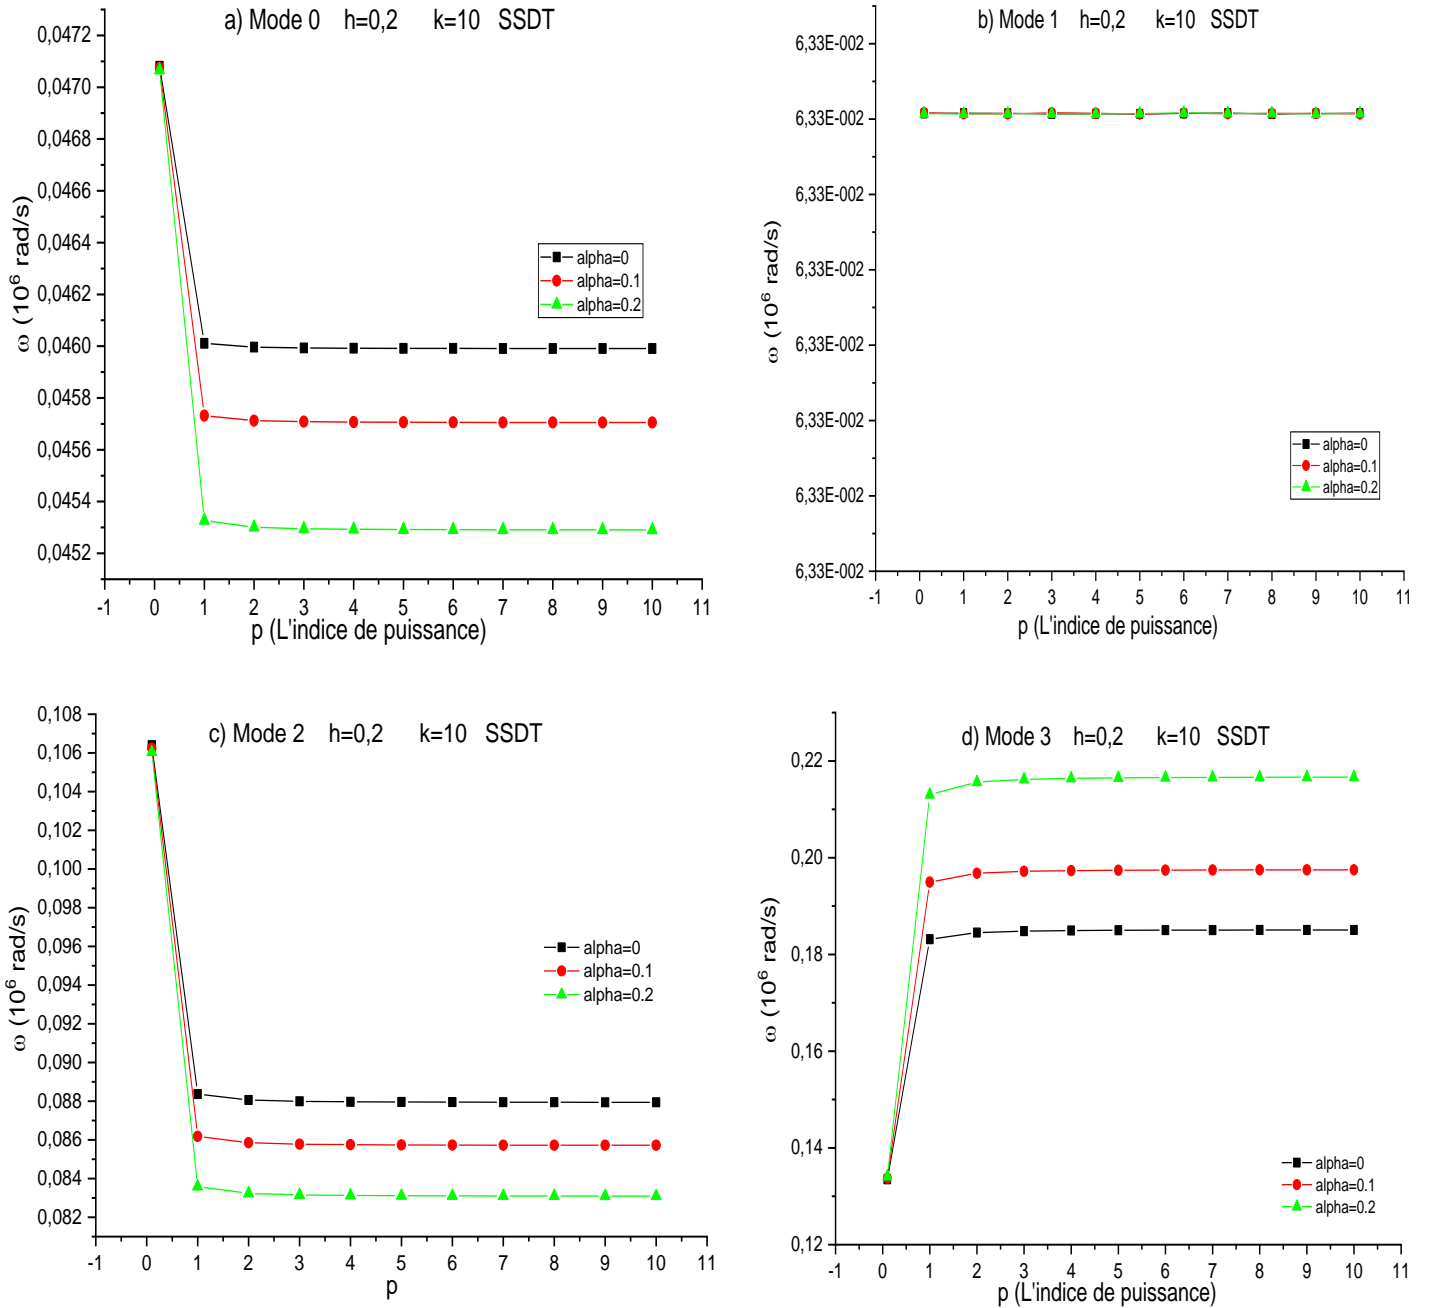 a) Mode 0 h=0,2 k=10 SSDT
0,0472
0,0470
0,0468
0,0466
0,0464
0,0462
0,0460
0,0458
0,0456
0,0454
0,0452
ω (10⁶ rad/s)
alpha=0
alpha=0.1
alpha=0.2
-1 0 1 2 3 4 5 6 7 8 9 10 11
p (L'indice de puissance)
b) Mode 1 h=0,2 k=10 SSDT
6,33E-002
6,33E-002
6,33E-002
6,33E-002
6,33E-002
6,33E-002
6,33E-002
6,33E-002
ω (10⁶ rad/s)
alpha=0
alpha=0.1
alpha=0.2
-1 0 1 2 3 4 5 6 7 8 9 10 11
p (L'indice de puissance)
c) Mode 2 h=0,2 k=10 SSDT
0,108
0,106
0,104
0,102
0,100
0,098
0,096
0,094
0,092
0,090
0,088
0,086
0,084
0,082
ω (10⁶ rad/s)
alpha=0
alpha=0.1
alpha=0.2
-1 0 1 2 3 4 5 6 7 8 9 10 11
p
d) Mode 3 h=0,2 k=10 SSDT
0,22
0,20
0,18
0,16
0,14
0,12
ω (10⁶ rad/s)
alpha=0
alpha=0.1
alpha=0.2
-1 0 1 2 3 4 5 6 7 8 9 10 11
p (L'indice de puissance)